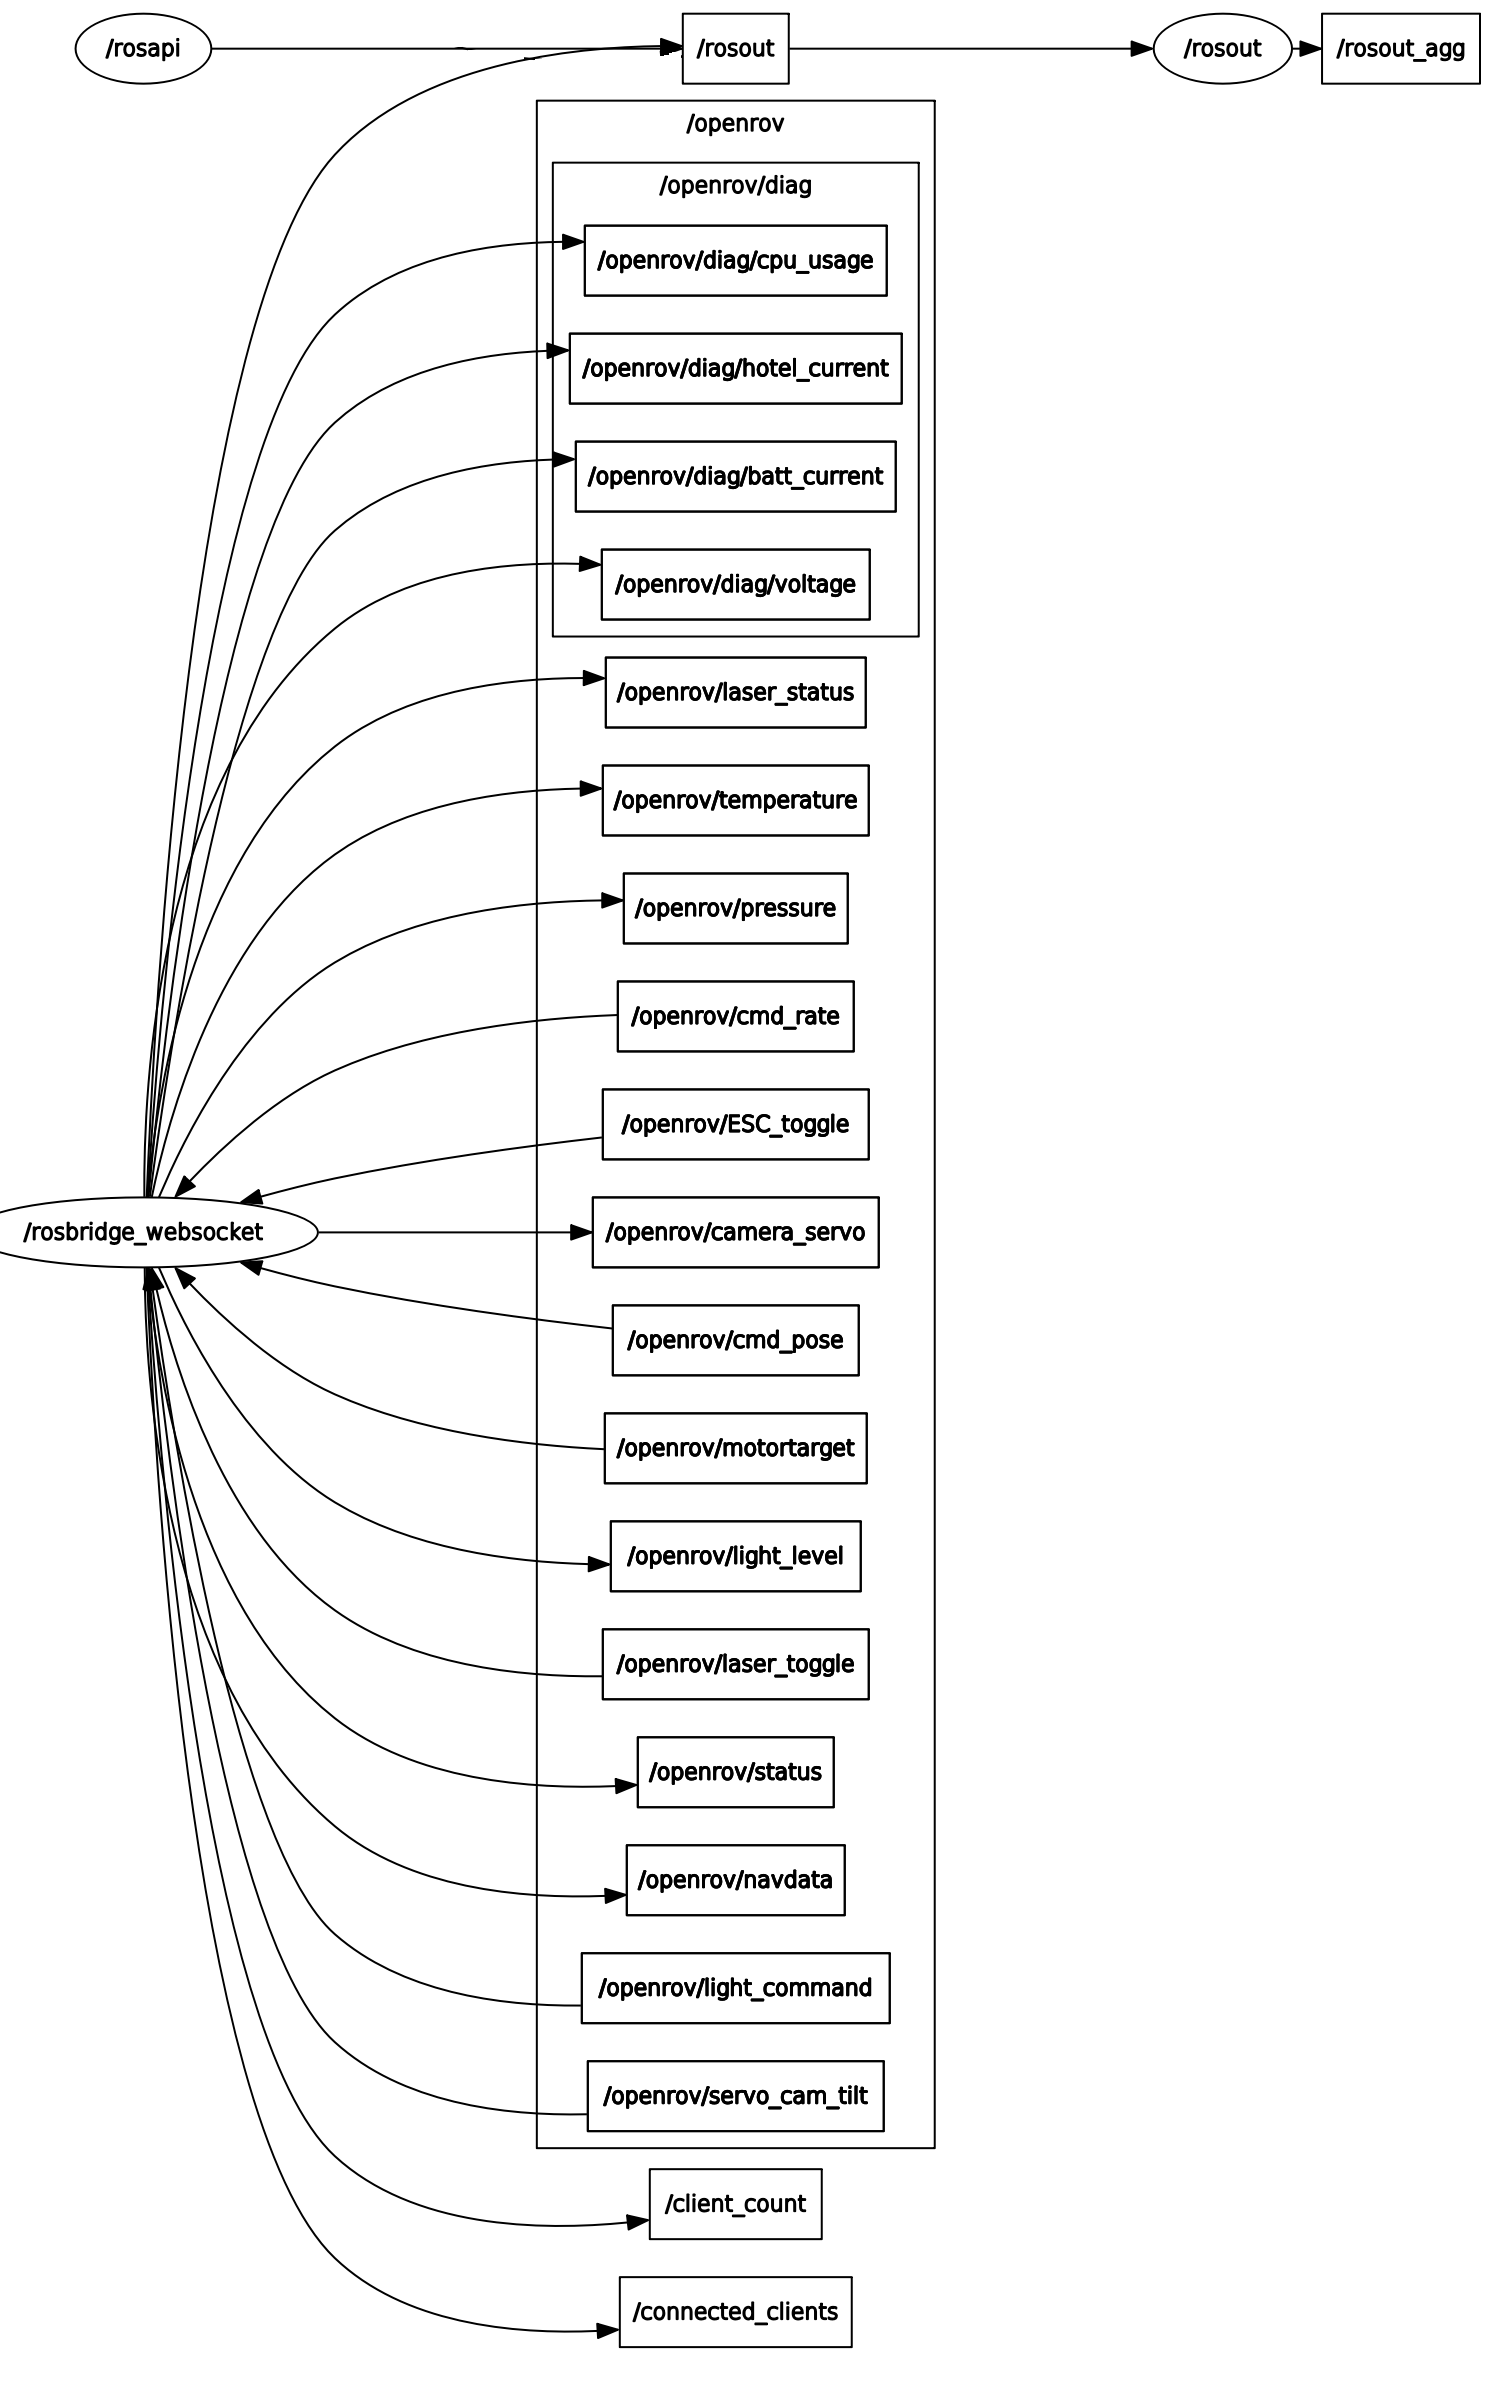 /rosapi
/rosout
/rosout
/rosout_agg
/openrov
/openrov/diag
/openrov/diag/cpu_usage
/openrov/diag/hotel_current
/openrov/diag/batt_current
/openrov/diag/voltage
/openrov/laser_status
/openrov/temperature
/openrov/pressure
/openrov/cmd_rate
/openrov/ESC_toggle
/rosbridge_websocket
/openrov/camera_servo
/openrov/cmd_pose
/openrov/motortarget
/openrov/light_level
/openrov/laser_toggle
/openrov/status
/openrov/navdata
/openrov/light_command
/openrov/servo_cam_tilt
/client_count
/connected_clients